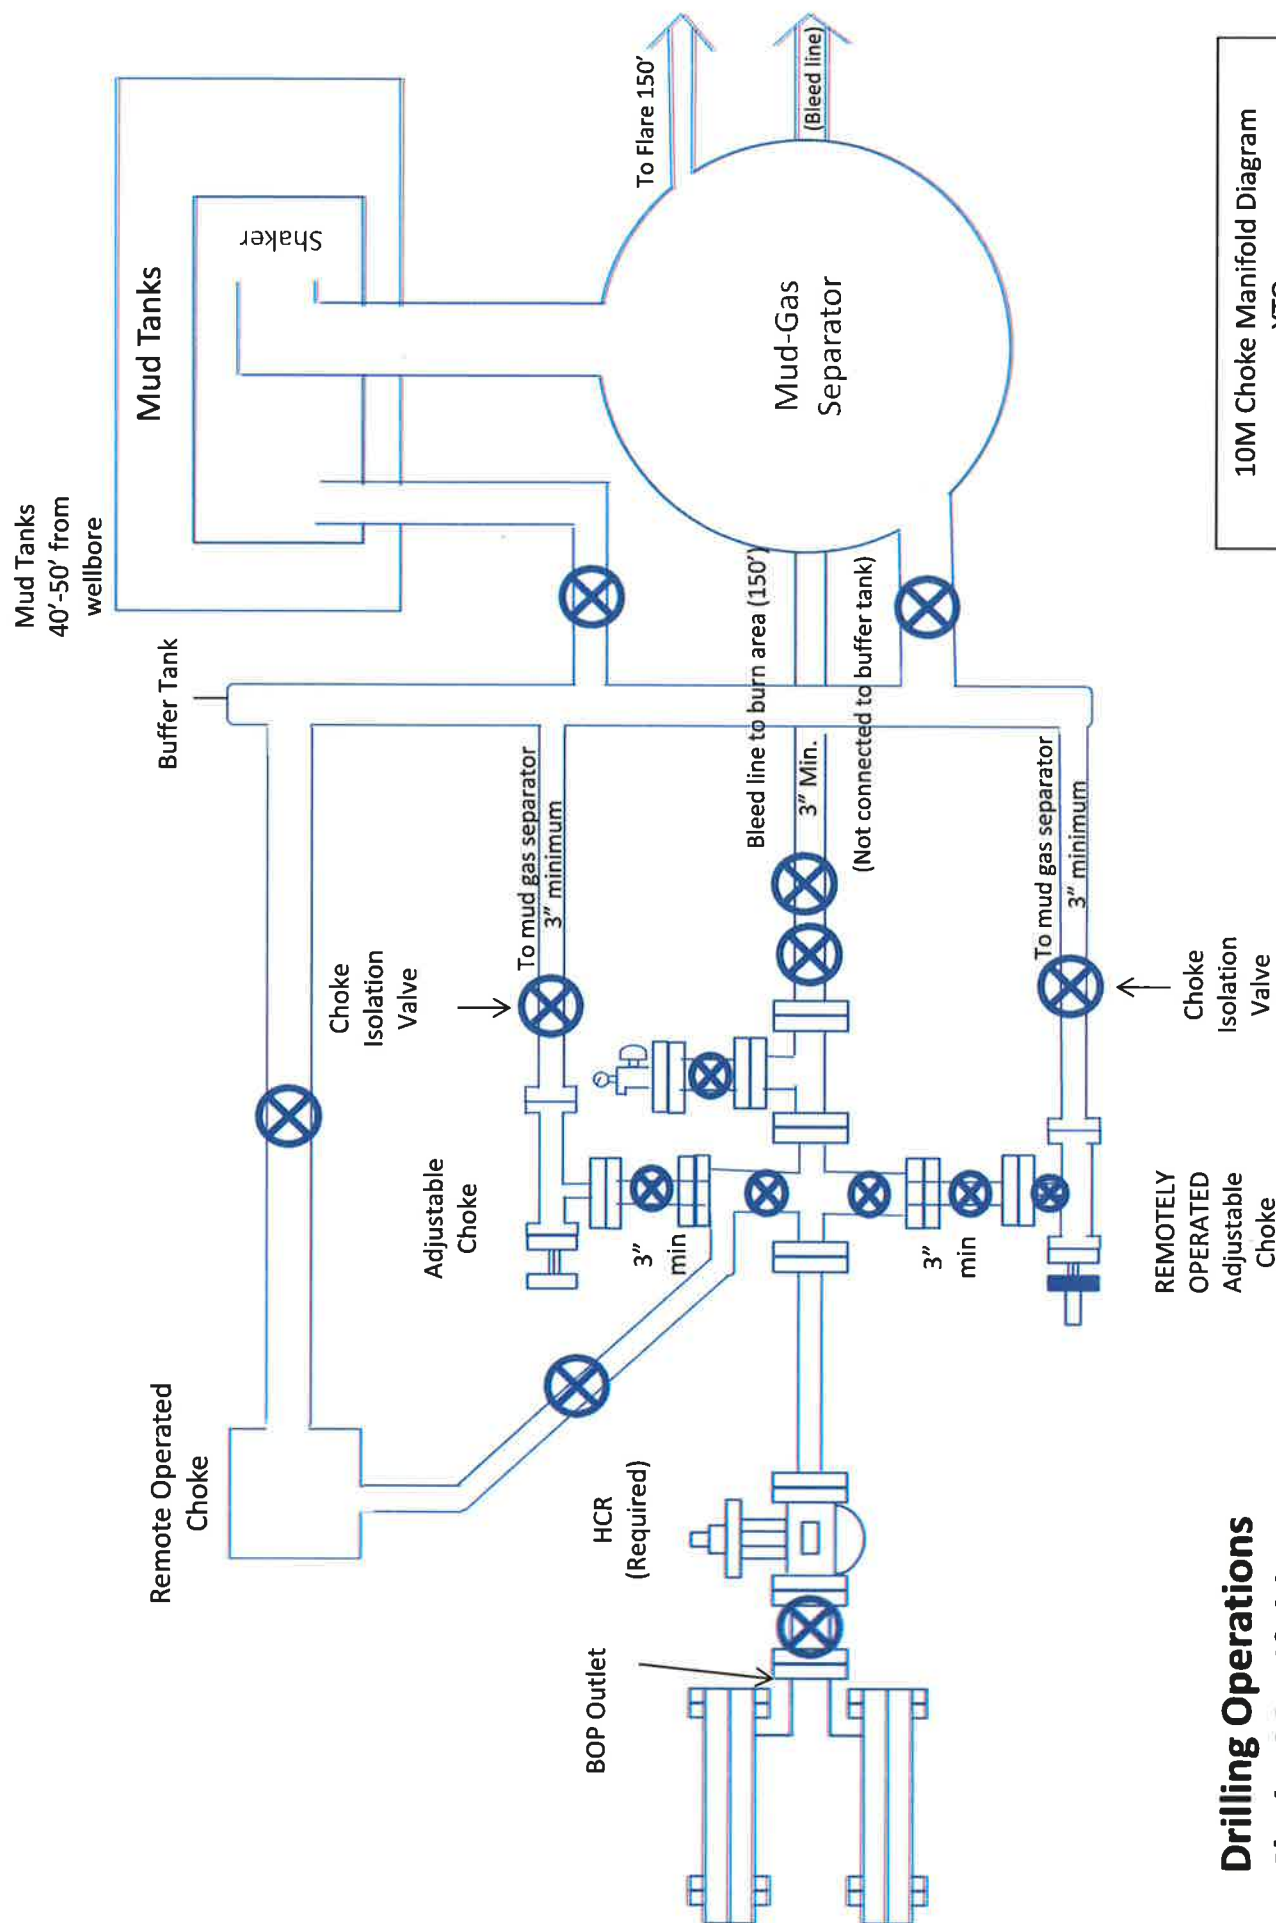 Mud Tanks
40'-50' from
wellbore
Mud Tanks
Shaker
Buffer Tank
To Flare 150'
(Bleed line)
Mud-Gas
Separator
Remote Operated
Choke
Adjustable
Choke
Choke
Isolation
Valve
To mud gas separator
3" minimum
Bleed line to burn area (150')
3" Min.
(Not connected to buffer tank)
To mud gas separator
3" minimum
BOP Outlet
HCR
(Required)
3"
min
3"
min
REMOTELY
OPERATED
Adjustable
Choke
Choke
Isolation
Valve
Drilling Operations
10M Choke Manifold Diagram
XTO